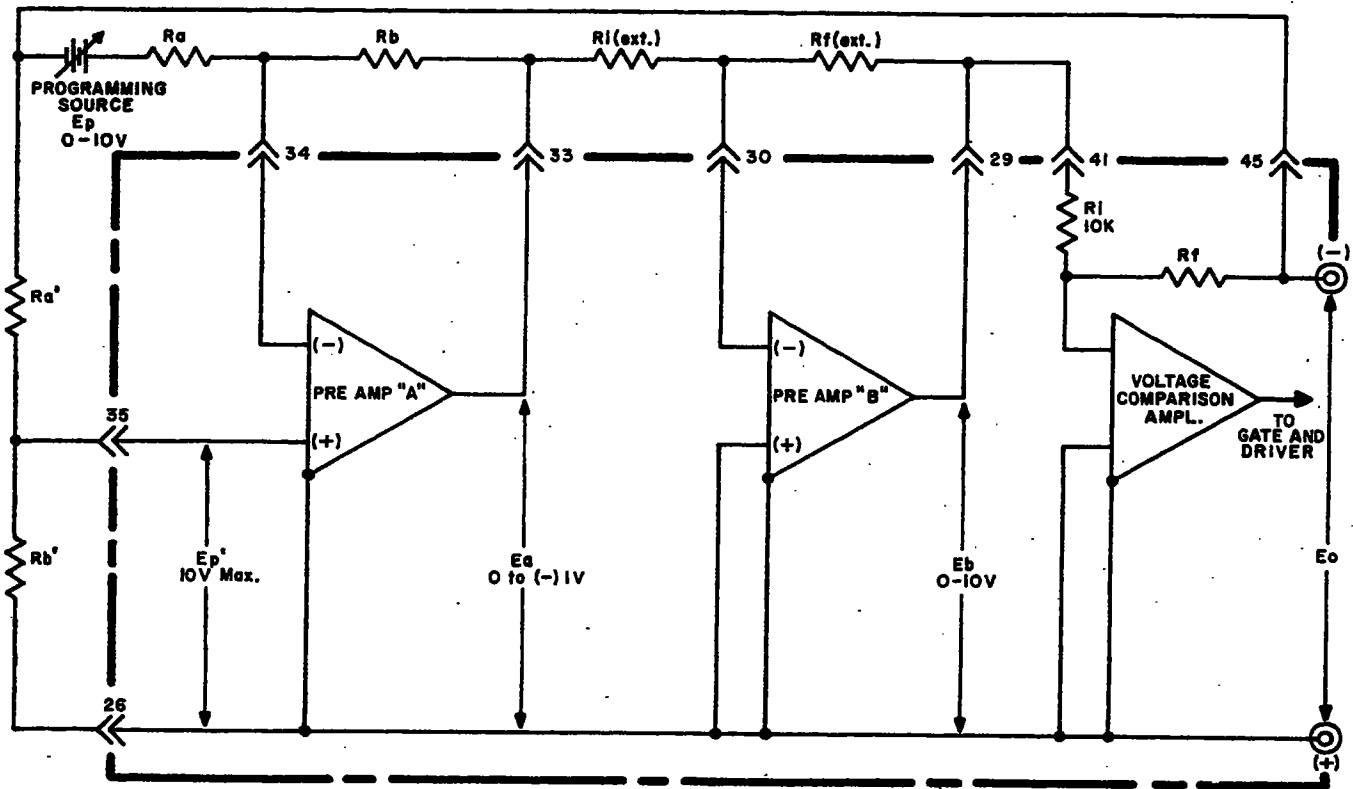 Ra
Rb
Ri(ext.)
Rf(ext.)
PROGRAMMING
SOURCE
Ep
0-10V
34
33
30
29
41
45
Ri
10K
Rf
(-)
Ra'
(-)
PRE AMP "A"
(+)
(-)
PRE AMP "B"
(+)
VOLTAGE
COMPARISON
AMPL.
TO
GATE AND
DRIVER
35
Rb'
Ep'
10V Max.
Ea
0 to (-) 1V
Eb
0-10V
Eo
26
(+)